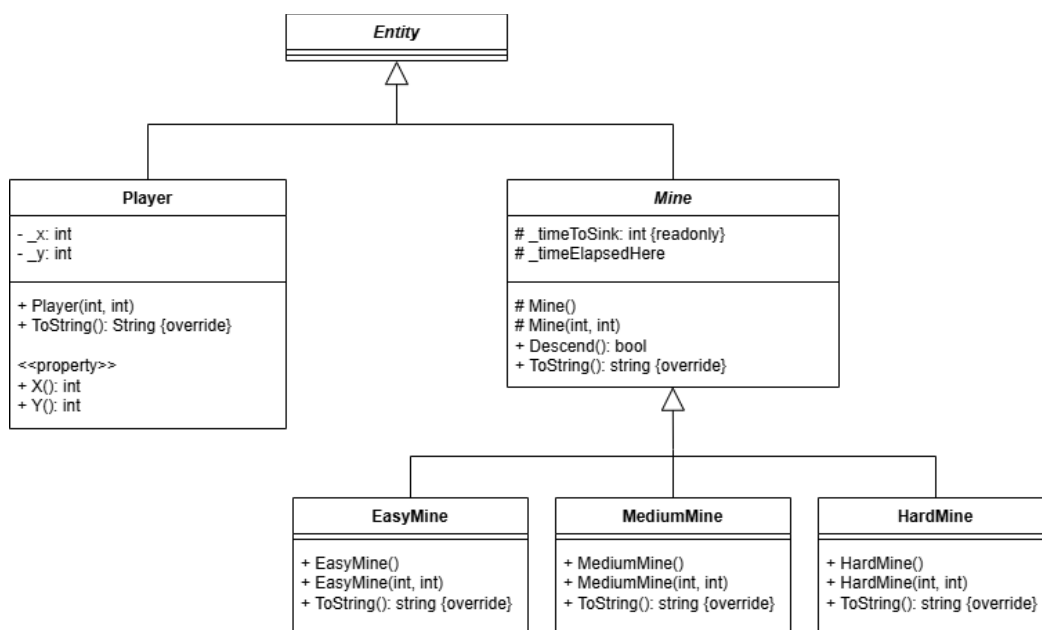 Entity
Player
- _x: int
- _y: int
+ Player(int, int)
+ ToString(): String {override}
<<property>>
+ X(): int
+ Y(): int
Mine
# _timeToSink: int {readonly}
# _timeElapsedHere
# Mine()
# Mine(int, int)
+ Descend(): bool
+ ToString(): string {override}
EasyMine
+ EasyMine()
+ EasyMine(int, int)
+ ToString(): string {override}
MediumMine
+ MediumMine()
+ MediumMine(int, int)
+ ToString(): string {override}
HardMine
+ HardMine()
+ HardMine(int, int)
+ ToString(): string {override}